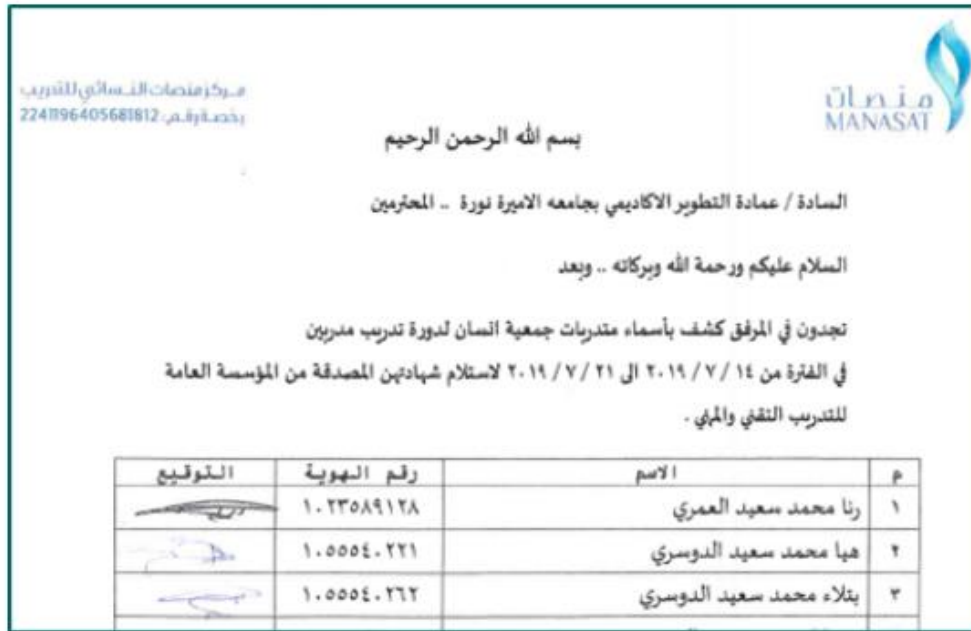 منصات
MANASAT
مركز منصات النسائي للتدريب
رخصة رقم: 2241196405681812
بسم الله الرحمن الرحيم
السادة / عمادة التطوير الاكاديمي بجامعه الاميرة نورة .. المحترمين
السلام عليكم ورحمة الله وبركاته .. وبعد
تجدون في المرفق كشف بأسماء متدربات جمعية انسان لدورة تدريب مدربين
في الفترة من ١٤ / ٧ / ٢٠١٩ الى ٢١ / ٧ / ٢٠١٩ لاستلام شهادتهن المصدقة من المؤسسة العامة
للتدريب التقني والمهني .
م الاسم رقم الهوية التوقيع
١ رنا محمد سعيد العمري ١٠٢٣٥٨٩١٢٨
٢ هيا محمد سعيد الدوسري ١٠٥٥٥٤٠٢٢١
٣ بتلاء محمد سعيد الدوسري ١٠٥٥٥٤٠٢٦٢